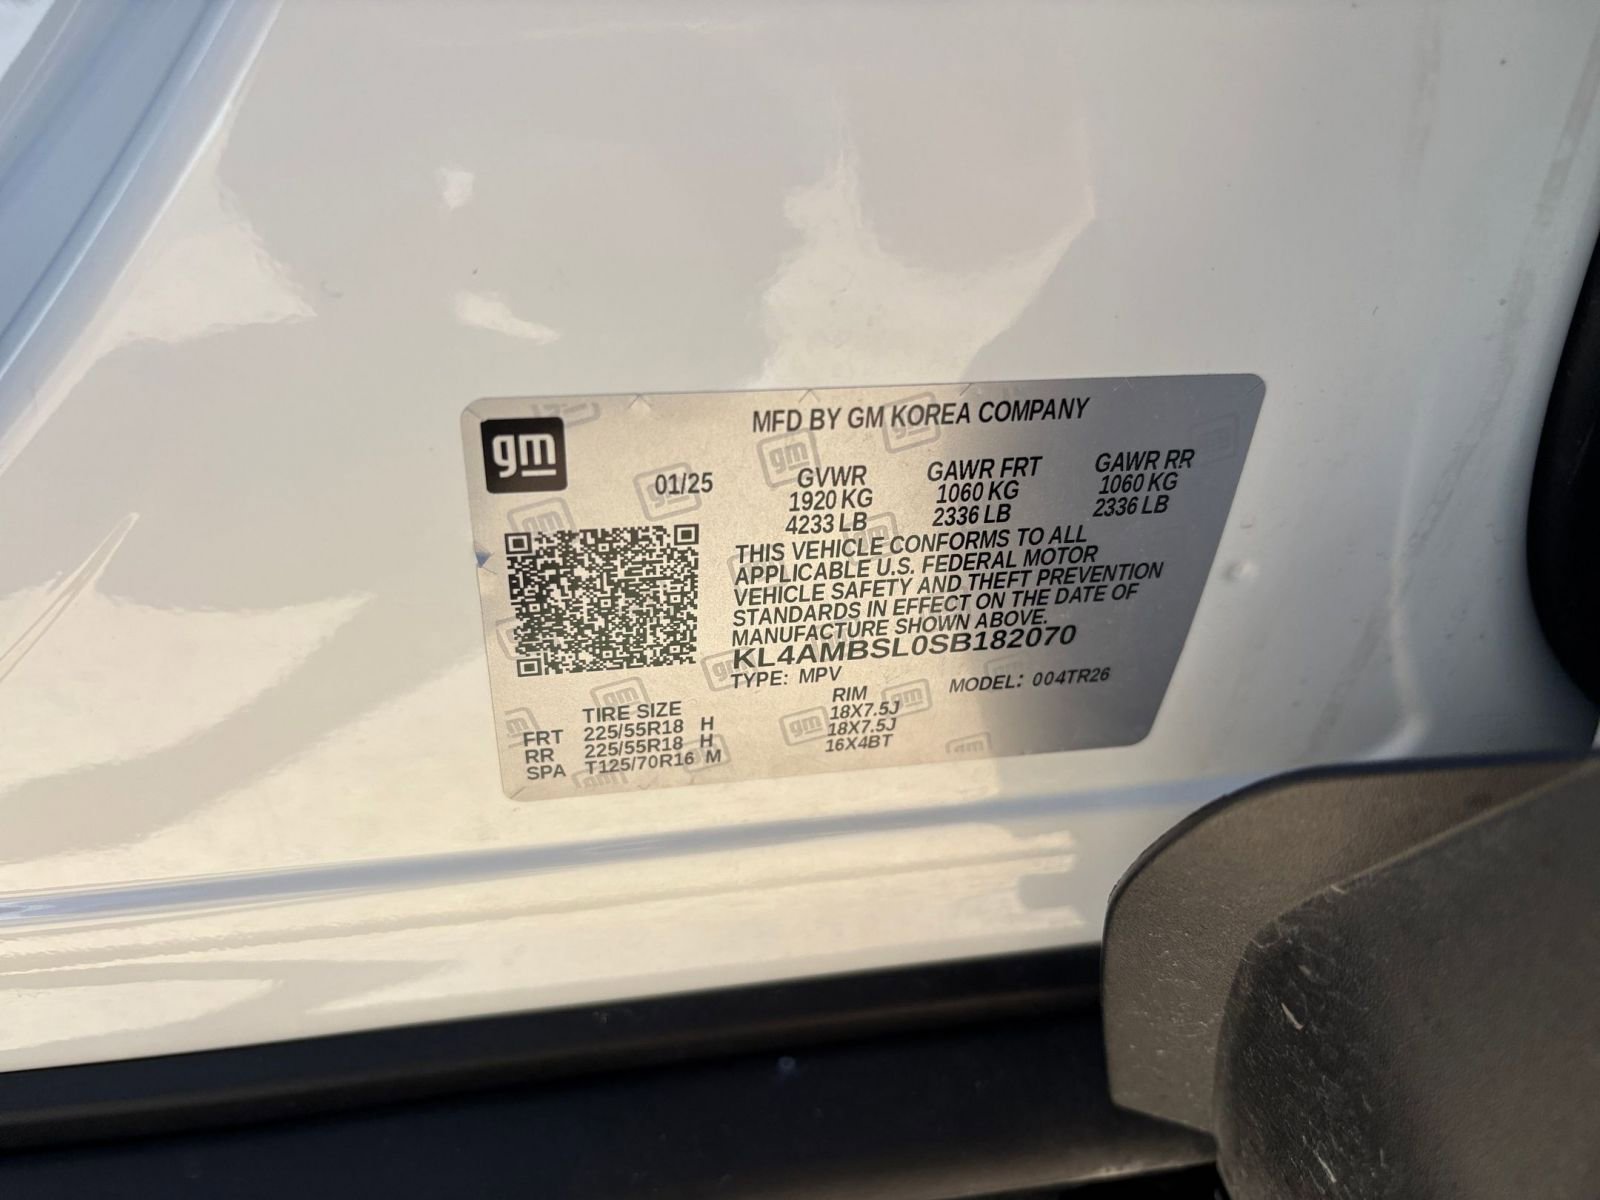 gm
MFD BY GM KOREA COMPANY
01/25
GVWR GAWR FRT GAWR RR
1920 KG 1060 KG 1060 KG
4233 LB 2336 LB 2336 LB
THIS VEHICLE CONFORMS TO ALL
APPLICABLE U.S. FEDERAL MOTOR
VEHICLE SAFETY AND THEFT PREVENTION
STANDARDS IN EFFECT ON THE DATE OF
MANUFACTURE SHOWN ABOVE.
KL4AMBSL0SB182070
TYPE: MPV MODEL: 004TR26
TIRE SIZE RIM
FRT 225/55R18 H 18X7.5J
RR 225/55R18 H 18X7.5J
SPA T125/70R16 M 16X4BT